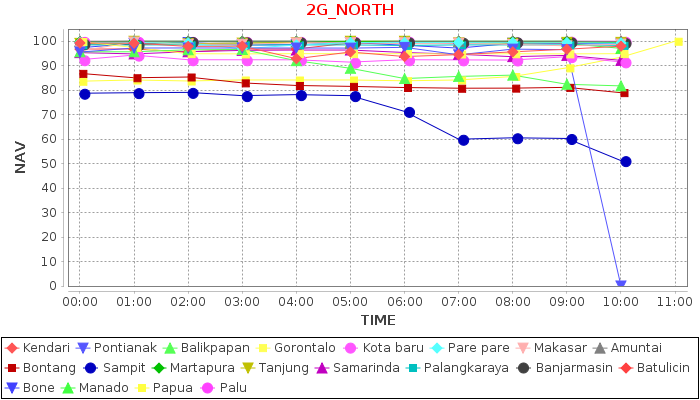 2G_NORTH
NAV
100
90
80
70
60
50
40
30
20
10
0
00:00 01:00 02:00 03:00 04:00 05:00 06:00 07:00 08:00 09:00 10:00 11:00
TIME
Kendari Pontianak Balikpapan Gorontalo Kota baru Pare pare Makasar Amuntai
Bontang Sampit Martapura Tanjung Samarinda Palangkaraya Banjarmasin Batulicin
Bone Manado Papua Palu